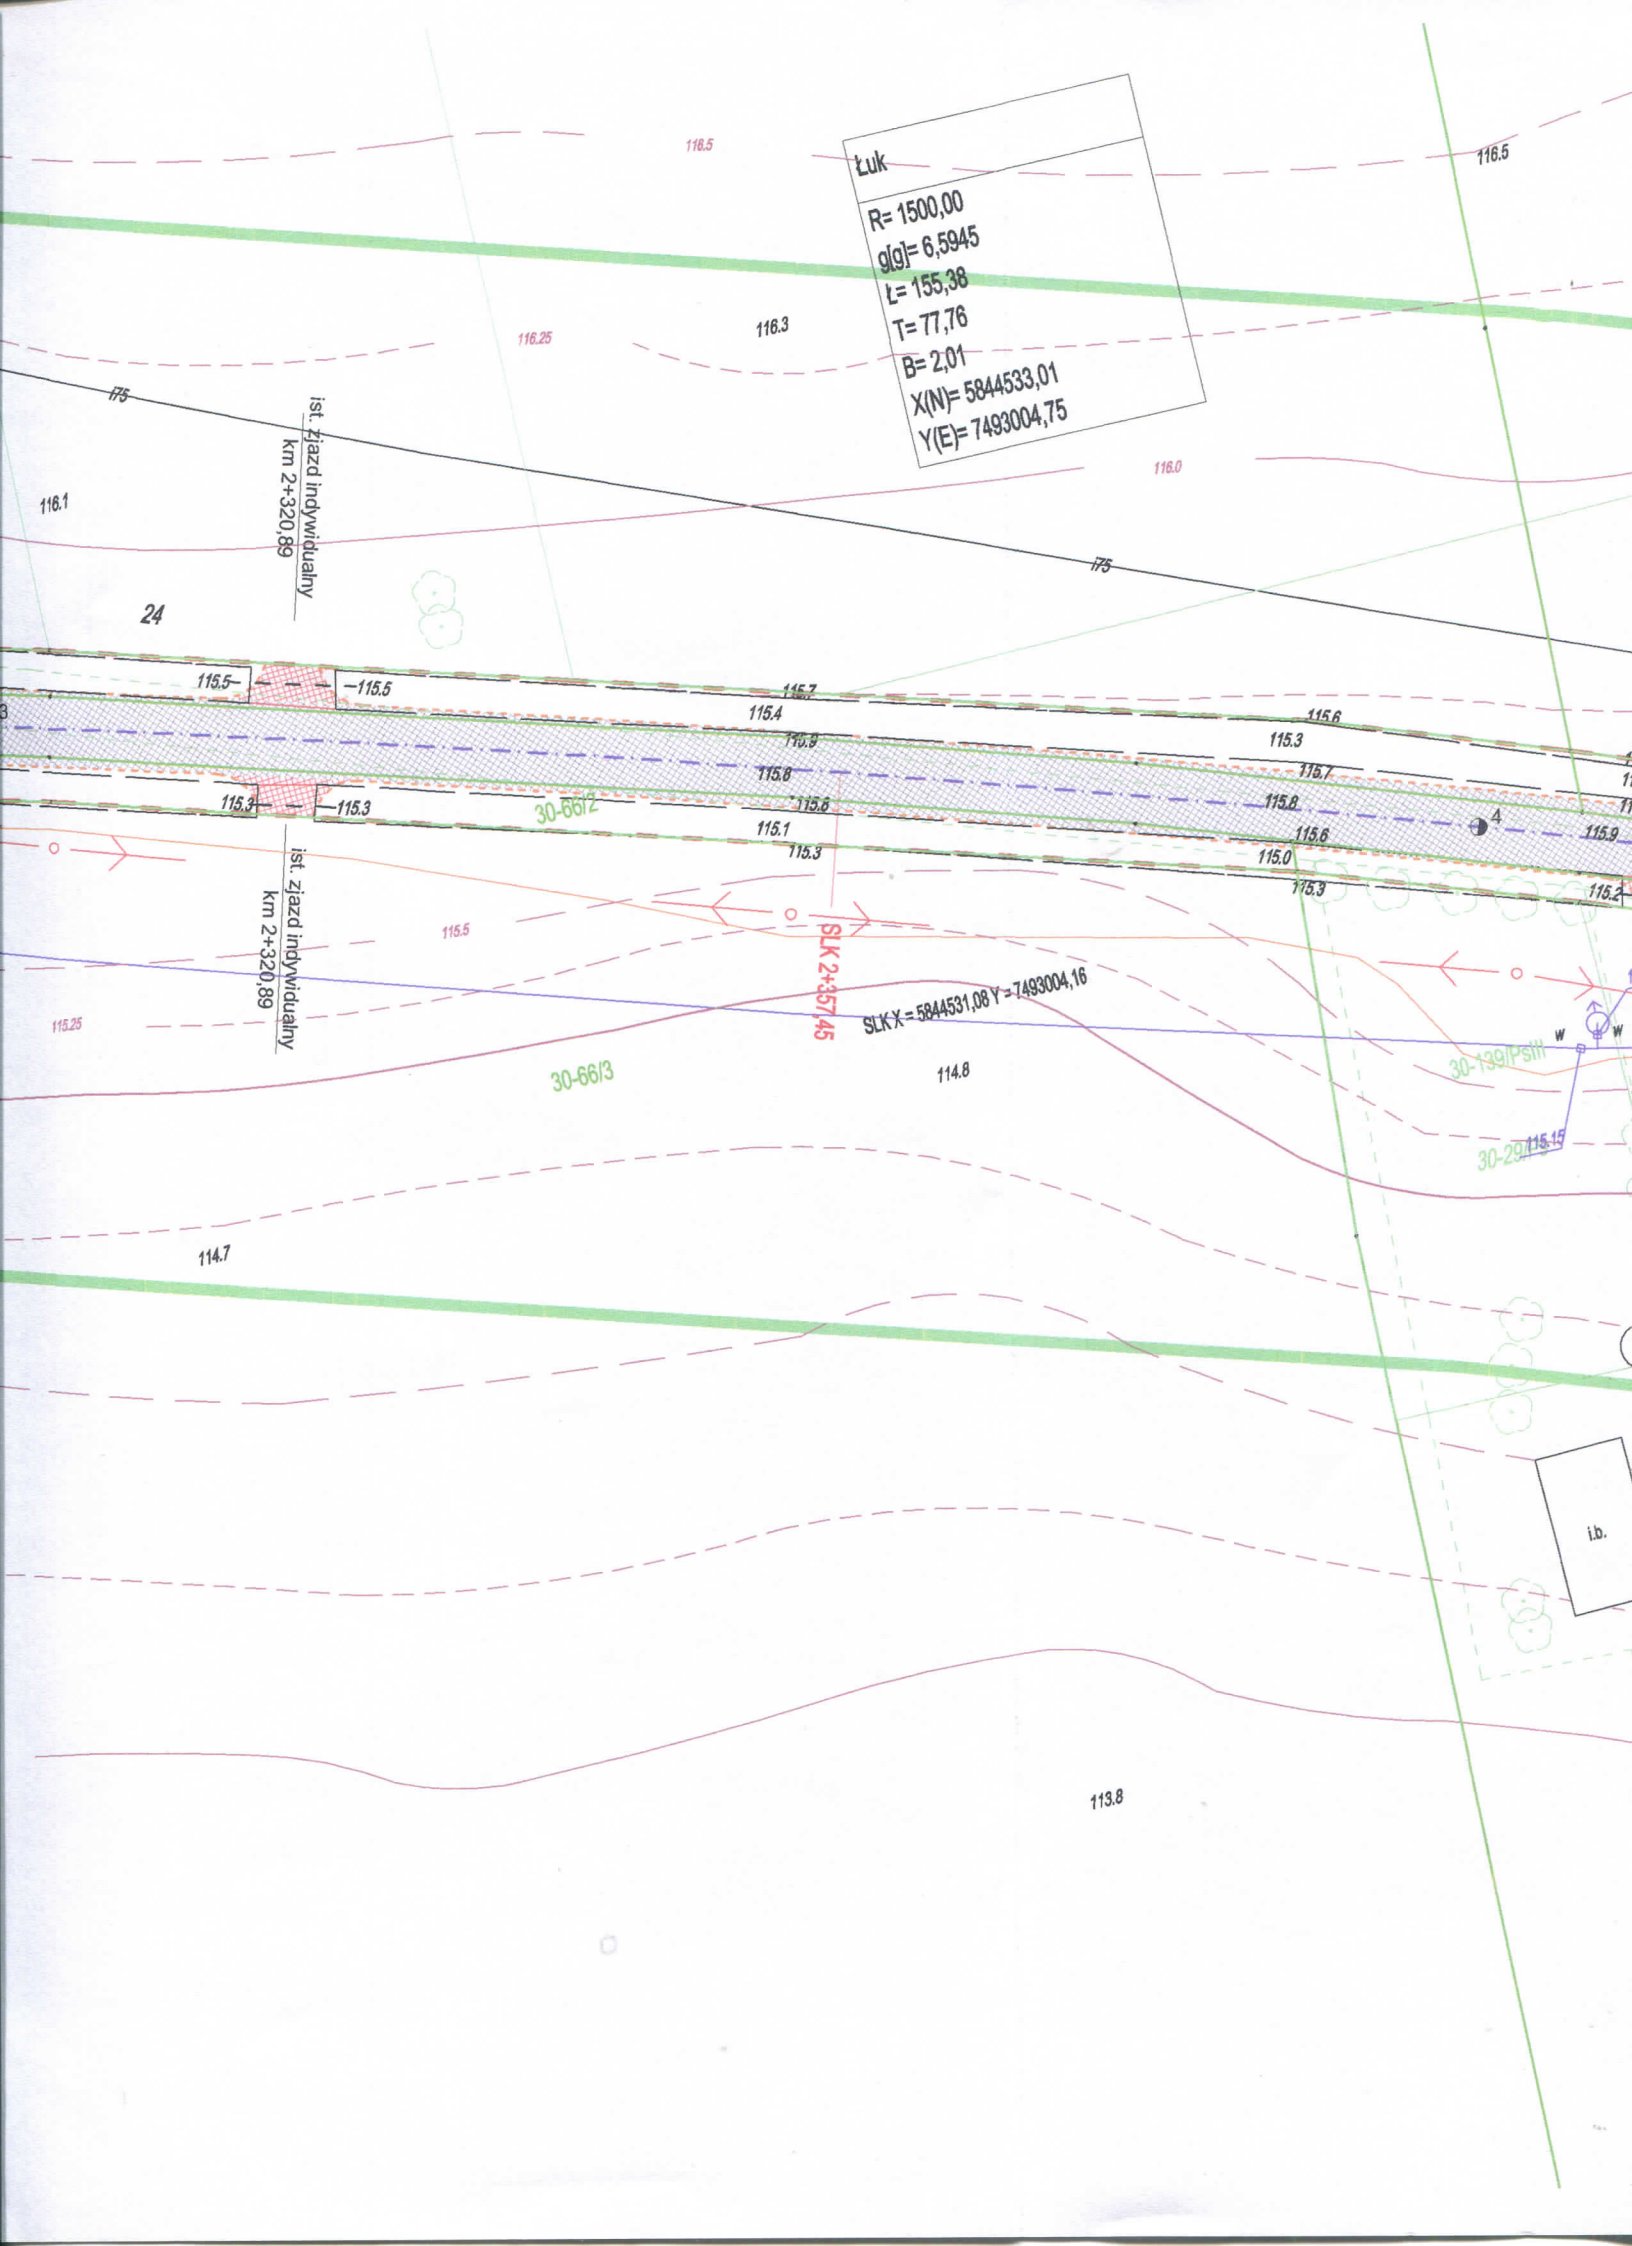 116.5
116.5
Łuk
R= 1500,00
g[g]= 6,5945
Ł= 155,38
T= 77,76
B= 2,01
X(N)= 5844533,01
Y(E)= 7493004,75
116.25
116.3
i75
ist. zjazd indywidualny
km 2+320,89
116.0
116.1
i75
24
115.5
115.5
115.7
115.4
115.6
115.3
3
115.9
115.8
115.7
115.8
4
115.3
115.3
30-66/2
115.6
115.6
115.9
115.1
115.3
115.0
115.3
115.2
ist. zjazd indywidualny
km 2+320,89
115.5
SLK 2+357,45
SLK X = 5844531,08 Y = 7493004,16
115.25
w
w
30-66/3
114.8
30-139/PsIII
115.15
114.7
i.b.
113.8